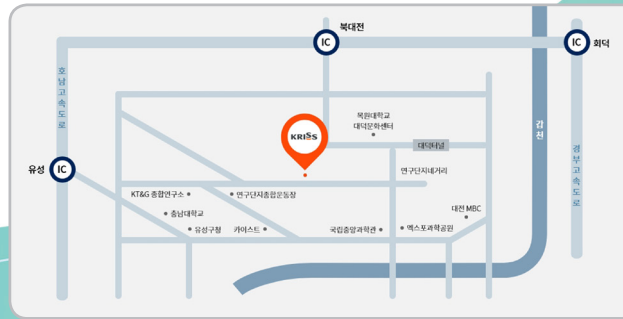 북대전
IC
IC
회덕
호남고속도로
목원대학교
대덕문화센터
KRISS
대덕터널
갑천
경부고속도로
유성
IC
연구단지네거리
KT&G 중앙연구소
연구단지종합운동장
충남대학교
대전 MBC
유성구청
카이스트
국립중앙과학관
엑스포과학공원